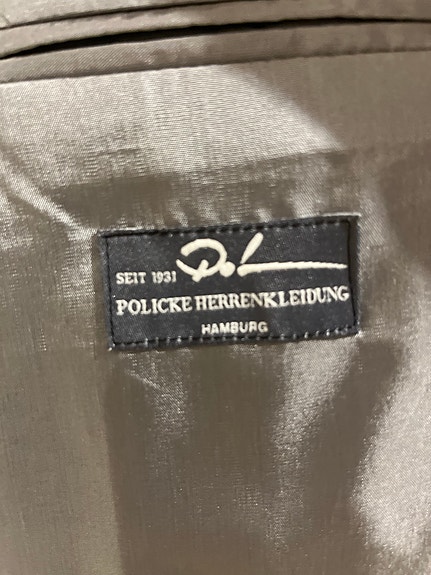 SEIT 1931
POLICKE HERRENKLEIDUNG
HAMBURG